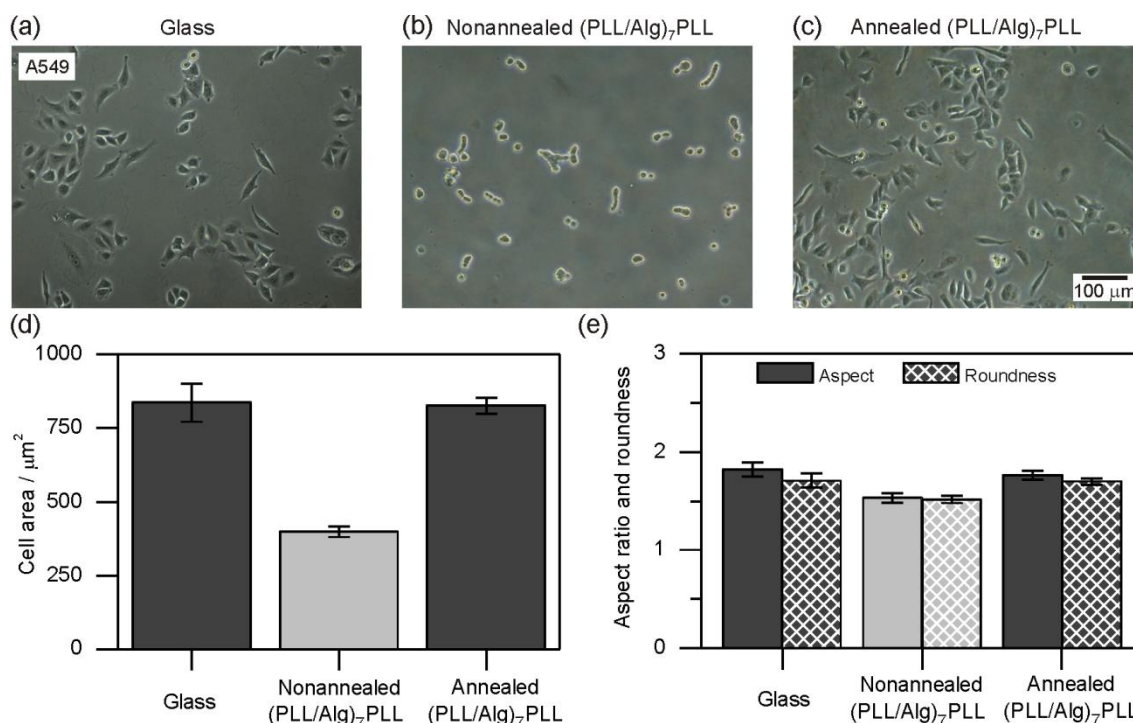 (a) Glass
(b) Nonannealed (PLL/Alg)₇PLL
(c) Annealed (PLL/Alg)₇PLL
A549
100 μm
(d)
1000
750
500
250
0
Cell area / μm²
Glass
Nonannealed
(PLL/Alg)₇PLL
Annealed
(PLL/Alg)₇PLL
(e)
3
2
1
0
Aspect ratio and roundness
Aspect
Roundness
Glass
Nonannealed
(PLL/Alg)₇PLL
Annealed
(PLL/Alg)₇PLL